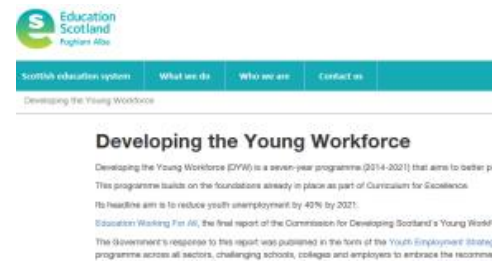 Education
Scotland
Foghlam Alba
Scottish education system What we do Who we are Contact us
Developing the Young Workforce
Developing the Young Workforce
Developing the Young Workforce (DYW) is a seven-year programme (2014-2021) that aims to better p
This programme builds on the foundations already in place as part of Curriculum for Excellence.
Its headline aim is to reduce youth unemployment by 40% by 2021.
Education Working For All, the final report of the Commission for Developing Scotland's Young Workf
The Government's response to this report was published in the form of the Youth Employment Strateg
programme across all sectors, challenging schools, colleges and employers to embrace the recomme